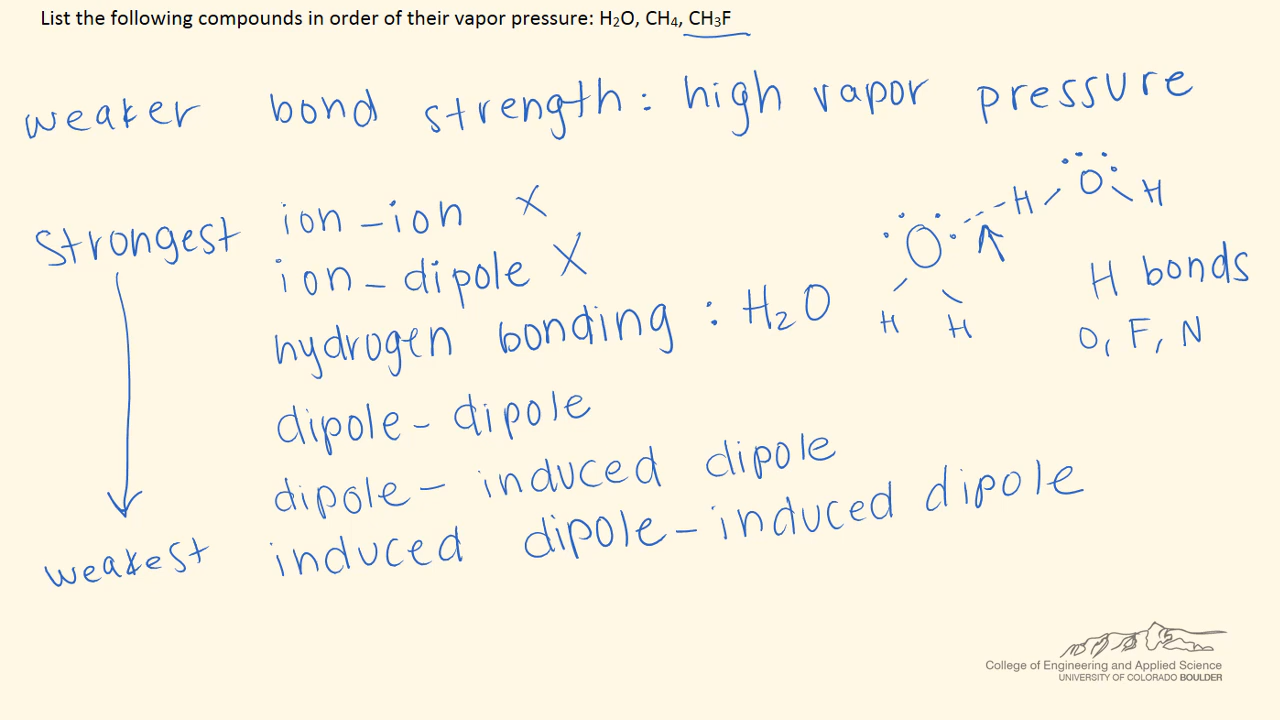 List the following compounds in order of their vapor pressure: H₂O, CH₄, CH₃F
weaker bond strength: high vapor pressure
Strongest
ion-ion X
ion-dipole X
hydrogen bonding: H₂O
dipole-dipole
dipole-induced dipole
weakest
induced dipole-induced dipole
O H O H
H H
H bonds
O, F, N
College of Engineering and Applied Science
UNIVERSITY OF COLORADO BOULDER